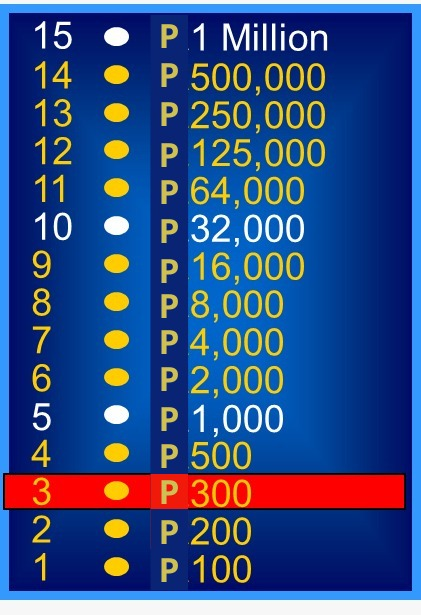 15 P 1 Million
14 P 500,000
13 P 250,000
12 P 125,000
11 P 64,000
10 P 32,000
9 P 16,000
8 P 8,000
7 P 4,000
6 P 2,000
5 P 1,000
4 P 500
3 P 300
2 P 200
1 P 100